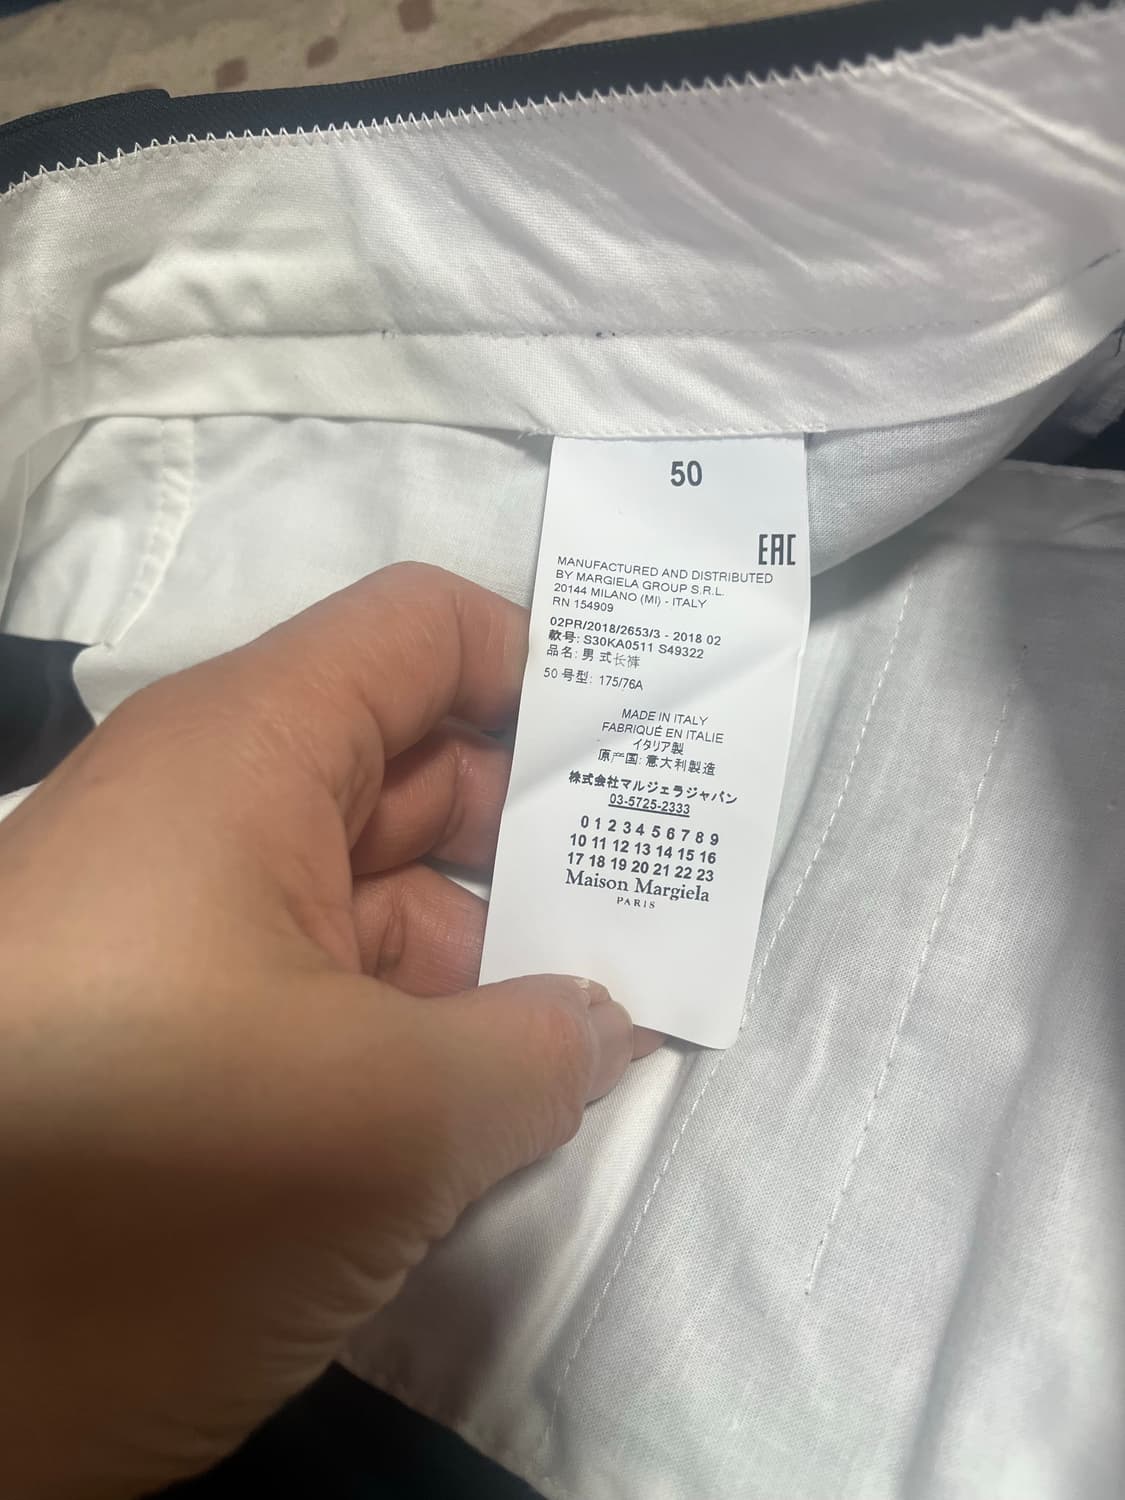 50
EAC
MANUFACTURED AND DISTRIBUTED
BY MARGIELA GROUP S.R.L.
20144 MILANO (MI) - ITALY
RN 154909
02PR/2018/2653/3 - 2018 02
款号: S30KA0511 S49322
品名: 男 式长裤
50 号型: 175/76A
MADE IN ITALY
FABRIQUÉ EN ITALIE
イタリア製
原产国: 意大利製造
株式会社マルジェラジャパン
03-5725-2333
0 1 2 3 4 5 6 7 8 9
10 11 12 13 14 15 16
17 18 19 20 21 22 23
Maison Margiela
PARIS